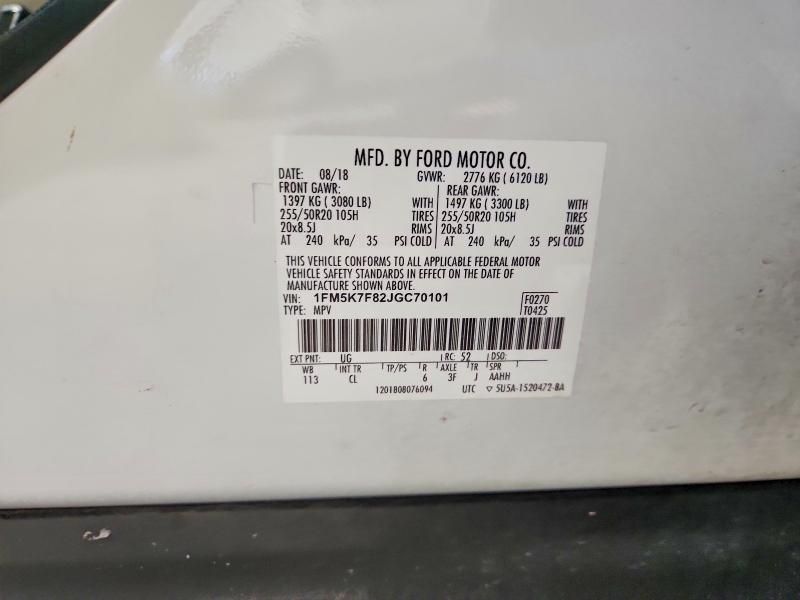 MFD. BY FORD MOTOR CO.
DATE: 08/18 GVWR: 2776 KG ( 6120 LB)
FRONT GAWR: REAR GAWR:
1397 KG ( 3080 LB) WITH 1497 KG ( 3300 LB) WITH
255/50R20 105H TIRES 255/50R20 105H TIRES
20x8.5J RIMS 20x8.5J RIMS
AT 240 kPa/ 35 PSI COLD AT 240 kPa/ 35 PSI COLD
THIS VEHICLE CONFORMS TO ALL APPLICABLE FEDERAL MOTOR
VEHICLE SAFETY STANDARDS IN EFFECT ON THE DATE OF
MANUFACTURE SHOWN ABOVE.
VIN: 1FM5K7F82JGC70101 F0270
TYPE: MPV T0425
EXT PNT: UG RC: 52 DSO:
WB INT TR TP/PS R AXLE TR SPR
113 CL 6 3F J AAHH
1201808076094 UTC ▽ 5U5A-1520472-BA